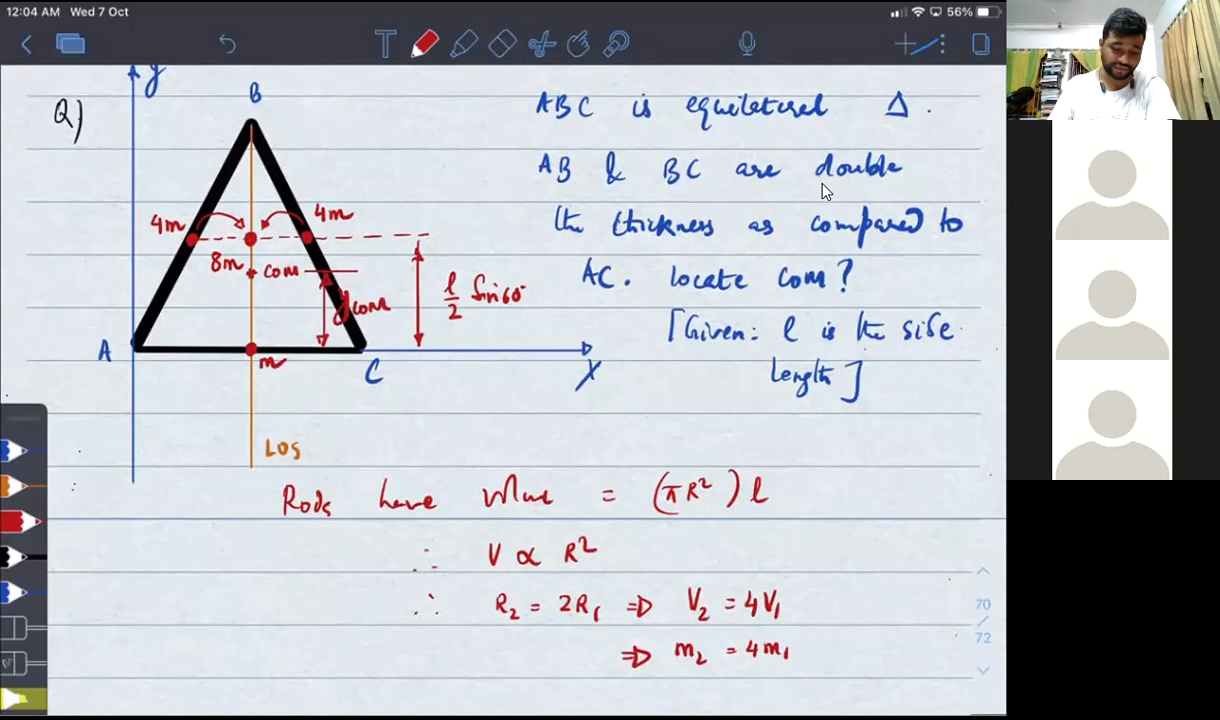 12:04 AM Wed 7 Oct
56%
T
Q)
y
B
ABC is equilateral Δ.
AB & BC are double
the thickness as compared to
AC. locate com?
[Given: l is the side
length]
4m
4m
8m
com
ycom
l/2 Sin60
A
m
C
X
LOS
Rods have volume = (πR²) l
∴ V ∝ R²
∴ R₂ = 2R₁ ⇒ V₂ = 4V₁
⇒ m₂ = 4m₁
70
/
72